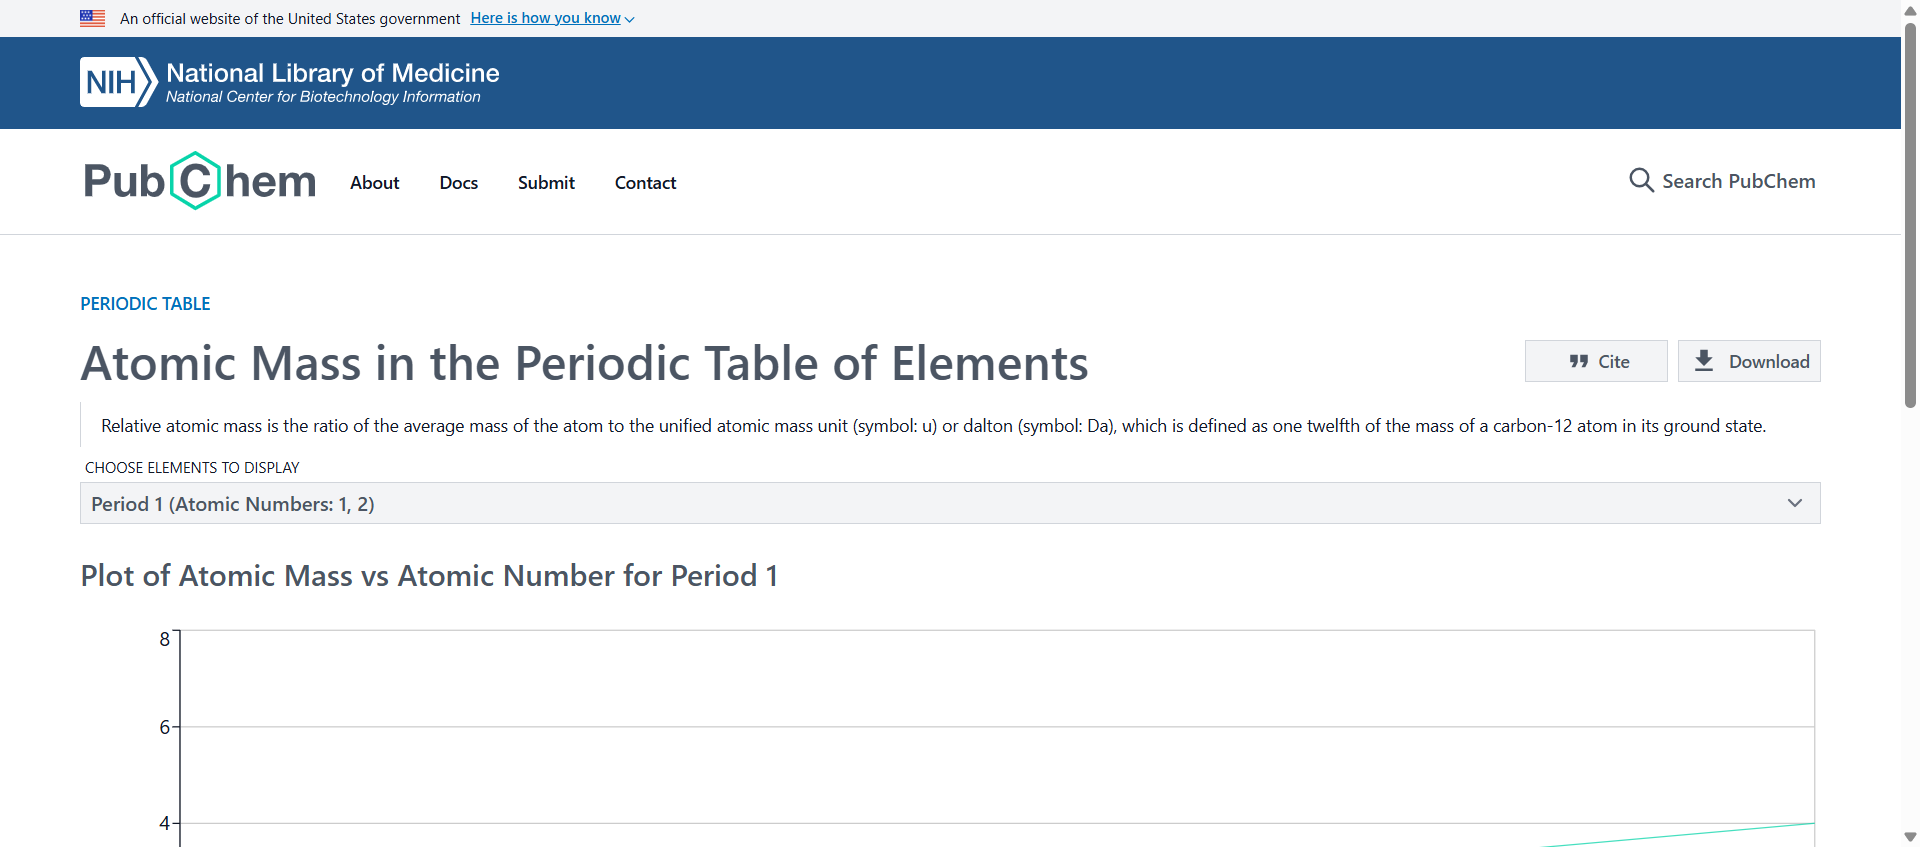 An official website of the United States government Here is how you know
NIH National Library of Medicine
National Center for Biotechnology Information
PubChem About Docs Submit Contact Search PubChem
PERIODIC TABLE
Atomic Mass in the Periodic Table of Elements
Cite Download
Relative atomic mass is the ratio of the average mass of the atom to the unified atomic mass unit (symbol: u) or dalton (symbol: Da), which is defined as one twelfth of the mass of a carbon-12 atom in its ground state.
CHOOSE ELEMENTS TO DISPLAY
Period 1 (Atomic Numbers: 1, 2)
Plot of Atomic Mass vs Atomic Number for Period 1
8
6
4